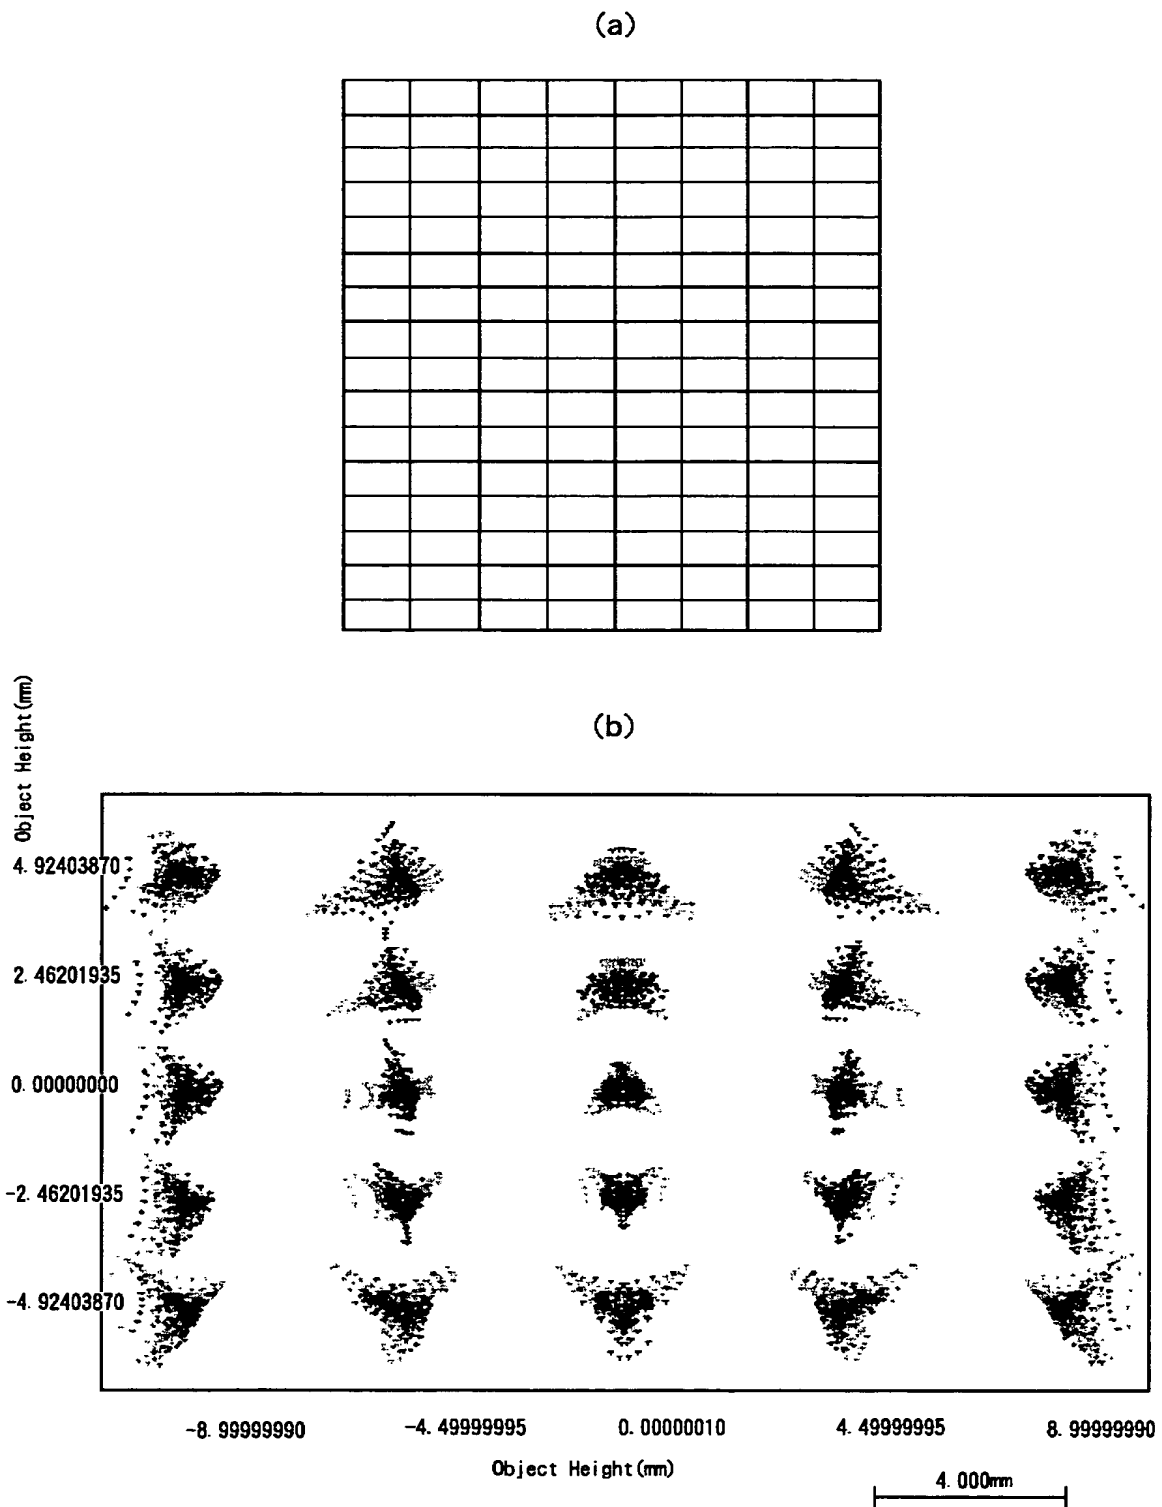 (a)
(b)
Object Height(mm)
4. 92403870
2. 46201935
0. 00000000
-2. 46201935
-4. 92403870
-8. 99999990 -4. 49999995 0. 00000010 4. 49999995 8. 99999990
Object Height(mm)
4. 000mm